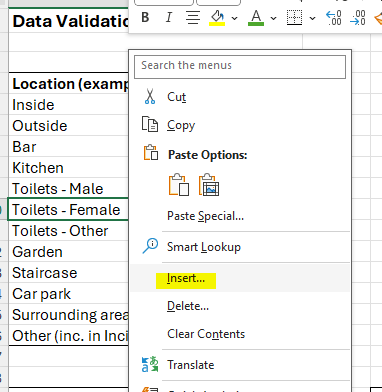 Data Validatio
B I A
Search the menus
Location (examp
Cut
Inside
Outside
Copy
Bar
Paste Options:
Kitchen
Toilets - Male
Toilets - Female
Paste Special...
Toilets - Other
Smart Lookup
Garden
Staircase
Insert...
Car park
Delete...
Surrounding area
Clear Contents
Other (inc. in Inci
Translate